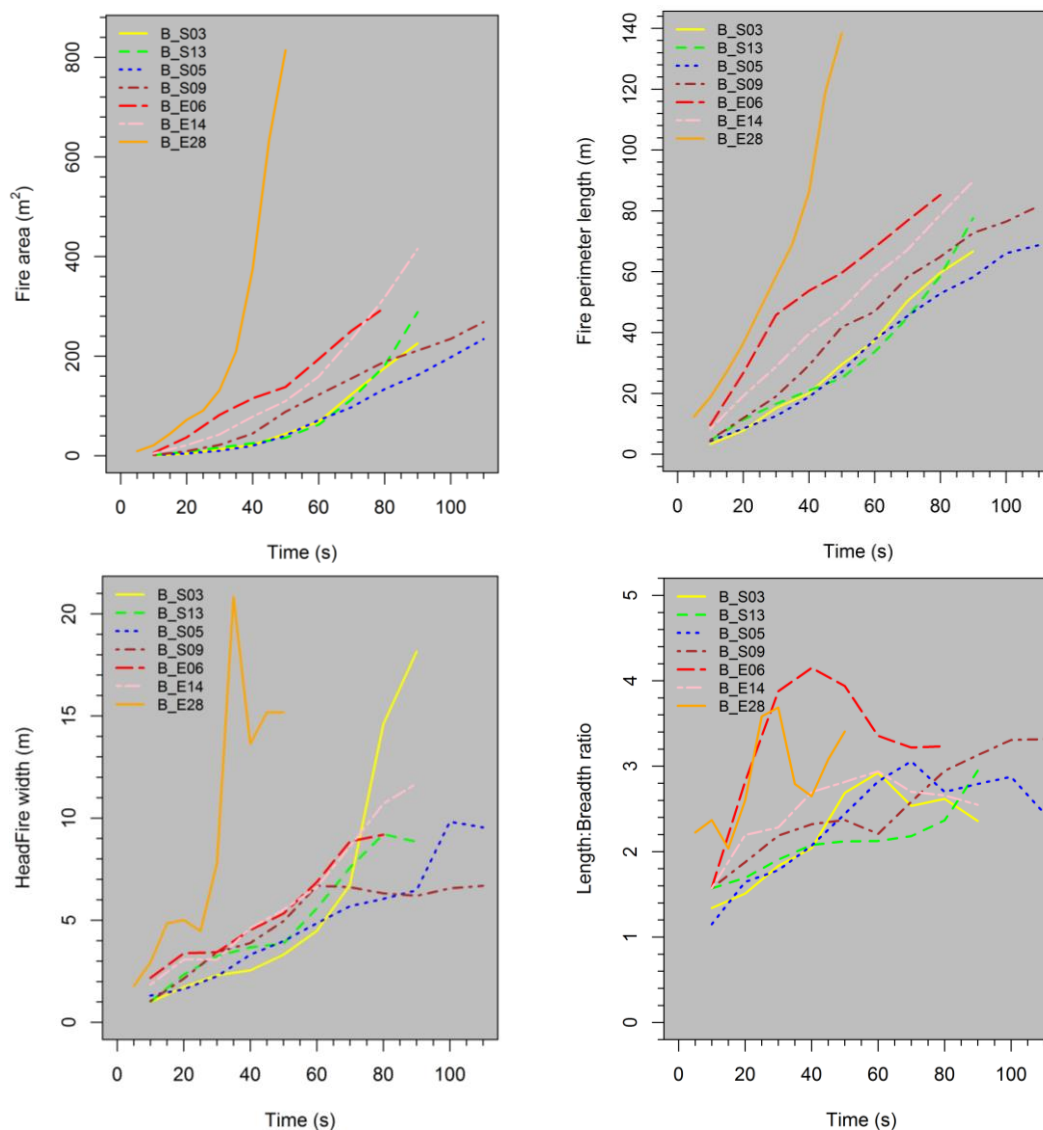 B_S03
B_S13
B_S05
B_S09
B_E06
B_E14
B_E28
Fire area (m²)
0 200 400 600 800
0 20 40 60 80 100
Time (s)
B_S03
B_S13
B_S05
B_S09
B_E06
B_E14
B_E28
Fire perimeter length (m)
0 20 40 60 80 100 120 140
0 20 40 60 80 100
Time (s)
B_S03
B_S13
B_S05
B_S09
B_E06
B_E14
B_E28
HeadFire width (m)
0 5 10 15 20
0 20 40 60 80 100
Time (s)
B_S03
B_S13
B_S05
B_S09
B_E06
B_E14
B_E28
Length:Breadth ratio
0 1 2 3 4 5
0 20 40 60 80 100
Time (s)